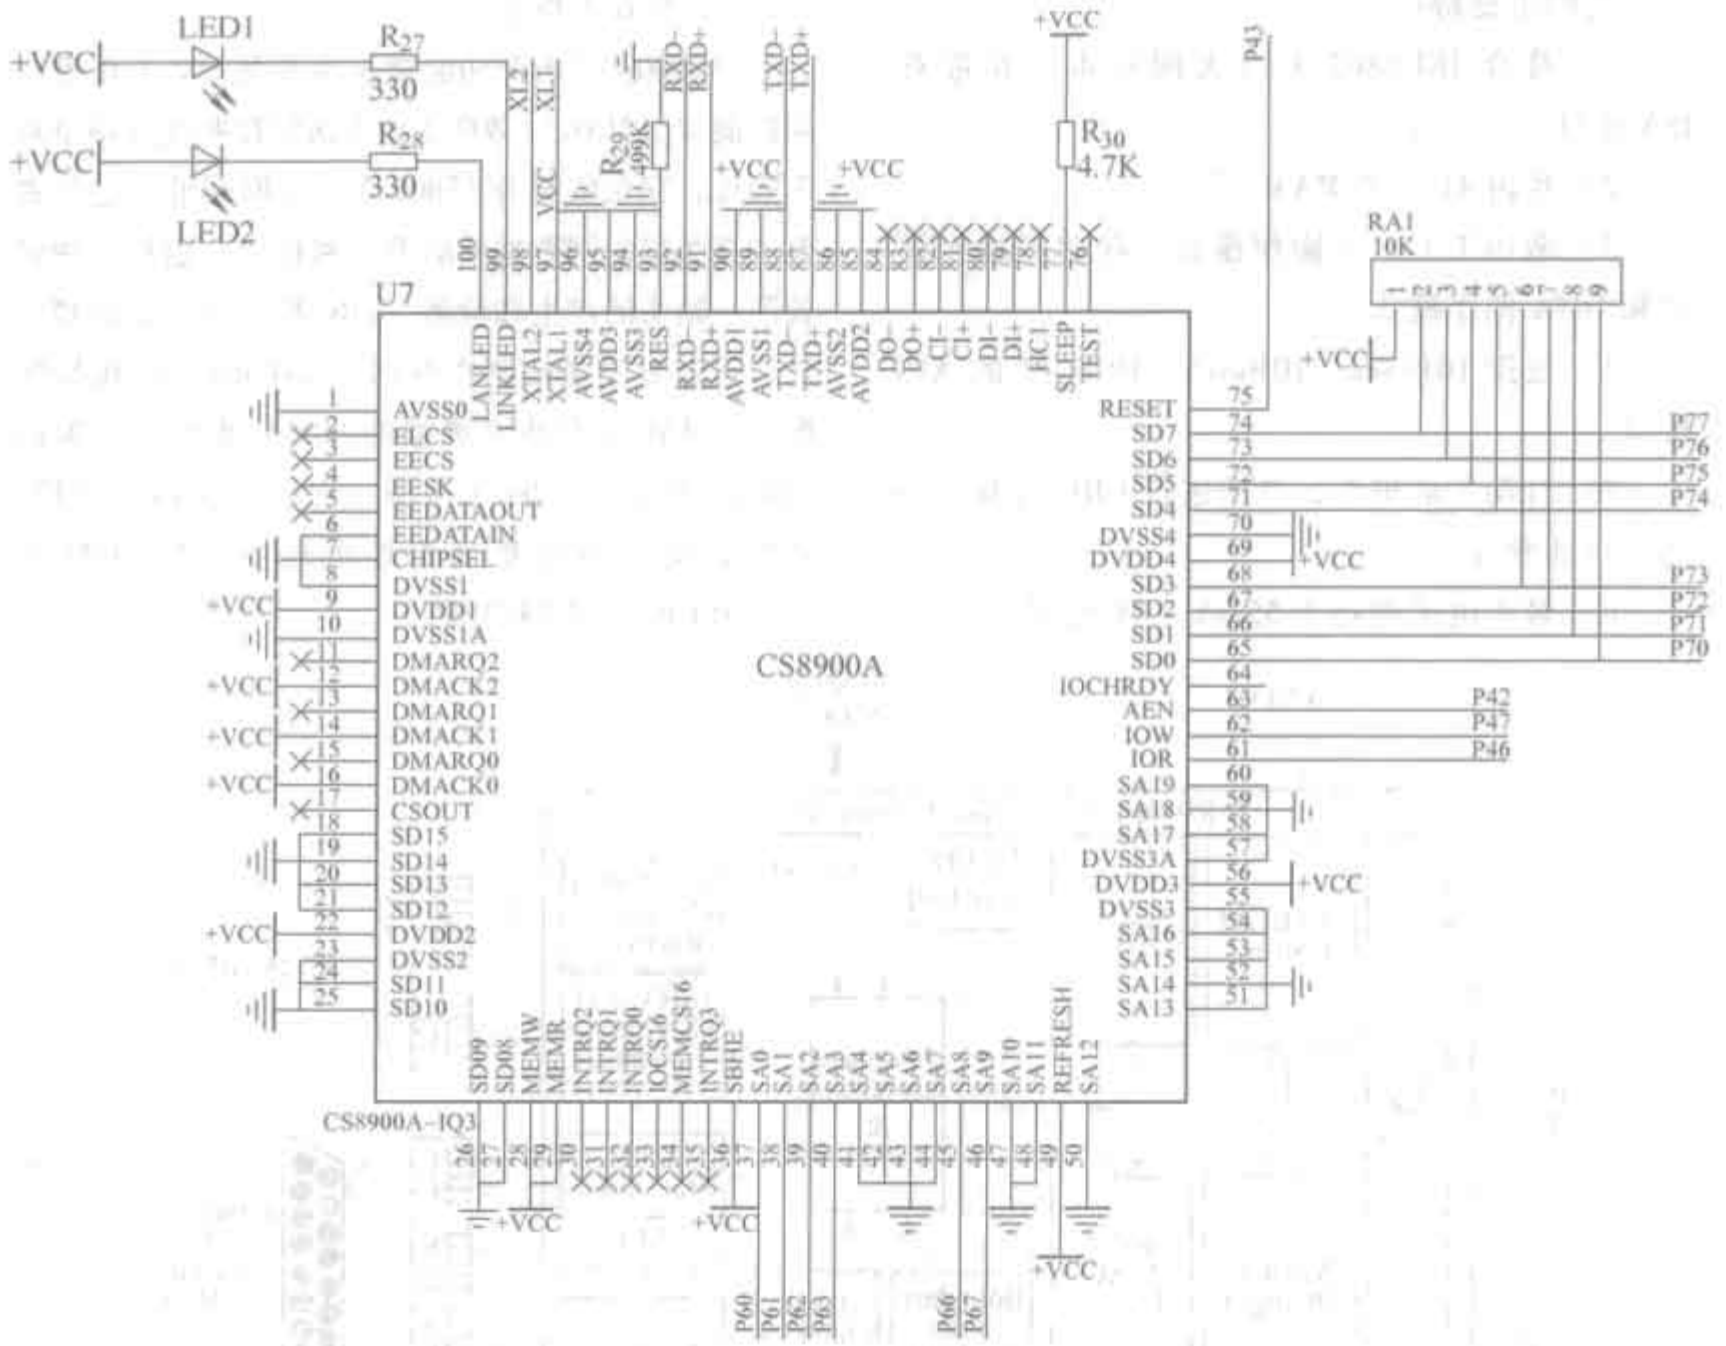 LED1
+VCC
R27
330
+VCC
R28
330
LED2
XL2
XL1
VCC
R29
499K
RXD-
RXD+
+VCC
TXD-
TXD+
+VCC
+VCC
R30
4.7K
P43
RA1
10K
1 2 3 4 5 6 7 8 9
+VCC
U7
100 99 98 97 96 95 94 93 92 91 90 89 88 87 86 85 84 83 82 81 80 79 78 77 76
LANLED
LINKLED
XTAL2
XTAL1
AVSS4
AVDD3
AVSS3
RES
RXD-
RXD+
AVDD1
AVSS1
TXD-
TXD+
AVSS2
AVDD2
DO-
DO+
CI-
CI+
DI-
DI+
HC1
SLEEP
TEST
1 AVSS0
2 ELCS
3 EECS
4 EESK
5 EEDATAOUT
6 EEDATAIN
7 CHIPSEL
8 DVSS1
+VCC 9 DVDD1
10 DVSS1A
11 DMARQ2
+VCC 12 DMACK2
13 DMARQ1
+VCC 14 DMACK1
15 DMARQ0
+VCC 16 DMACK0
17 CSOUT
18 SD15
19 SD14
20 SD13
21 SD12
+VCC 22 DVDD2
23 DVSS2
24 SD11
25 SD10
CS8900A
RESET 75
SD7 74 P77
SD6 73 P76
SD5 72 P75
SD4 71 P74
DVSS4 70
DVDD4 69 +VCC
SD3 68 P73
SD2 67 P72
SD1 66 P71
SD0 65 P70
IOCHRDY 64
AEN 63 P42
IOW 62 P47
IOR 61 P46
SA19 60
SA18 59
SA17 58
DVSS3A 57
DVDD3 56 +VCC
DVSS3 55
SA16 54
SA15 53
SA14 52
SA13 51
SD09
SD08
MEMW
MEMR
INTRQ2
INTRQ1
INTRQ0
IOCS16
MEMCS16
INTRQ3
SBHE
SA0
SA1
SA2
SA3
SA4
SA5
SA6
SA7
SA8
SA9
SA10
SA11
REFRESH
SA12
CS8900A-IQ3
26 27 28 29 30 31 32 33 34 35 36 37 38 39 40 41 42 43 44 45 46 47 48 49 50
+VCC
+VCC
+VCC
P60
P61
P62
P63
P66
P67